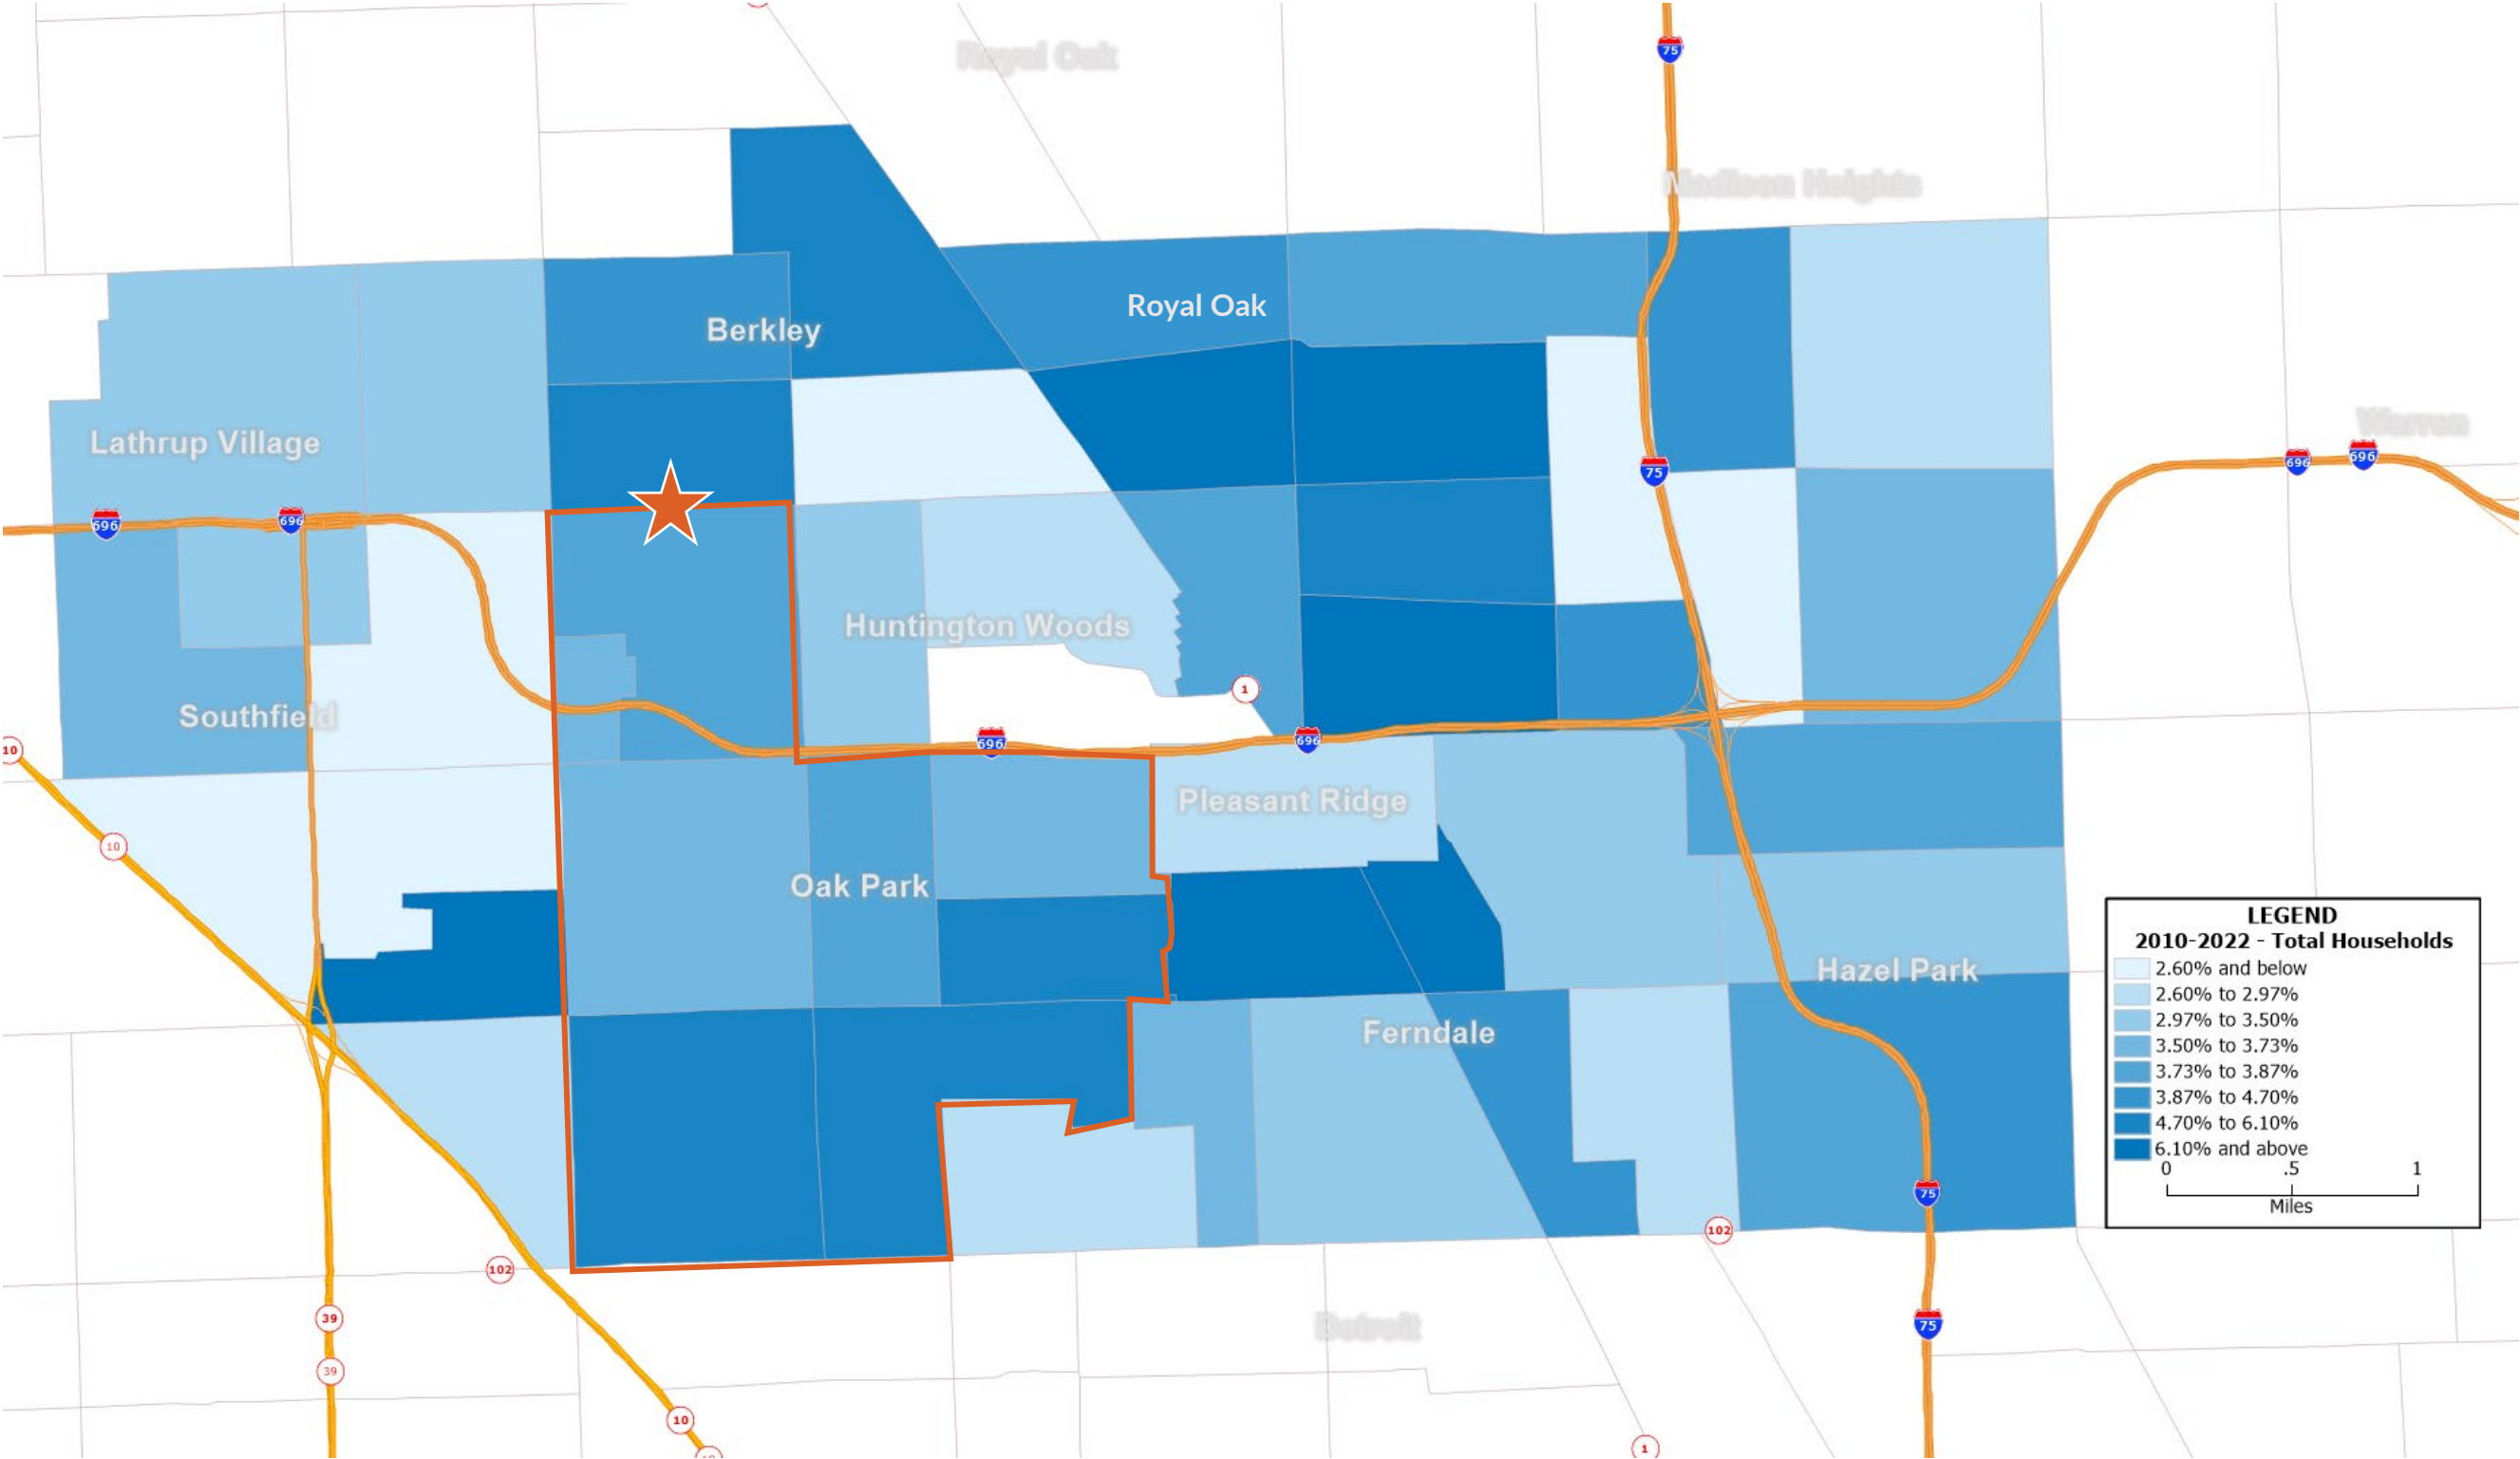 Royal Oak
75
Madison Heights
Royal Oak
Berkley
Warren
Lathrup Village
696
696
75
696
696
Huntington Woods
1
Southfield
696
696
10
Pleasant Ridge
10
Oak Park
LEGEND
2010-2022 - Total Households
2.60% and below
2.60% to 2.97%
2.97% to 3.50%
3.50% to 3.73%
3.73% to 3.87%
3.87% to 4.70%
4.70% to 6.10%
6.10% and above
0 .5 1
Miles
Hazel Park
Ferndale
75
102
102
39
75
Detroit
39
10
1